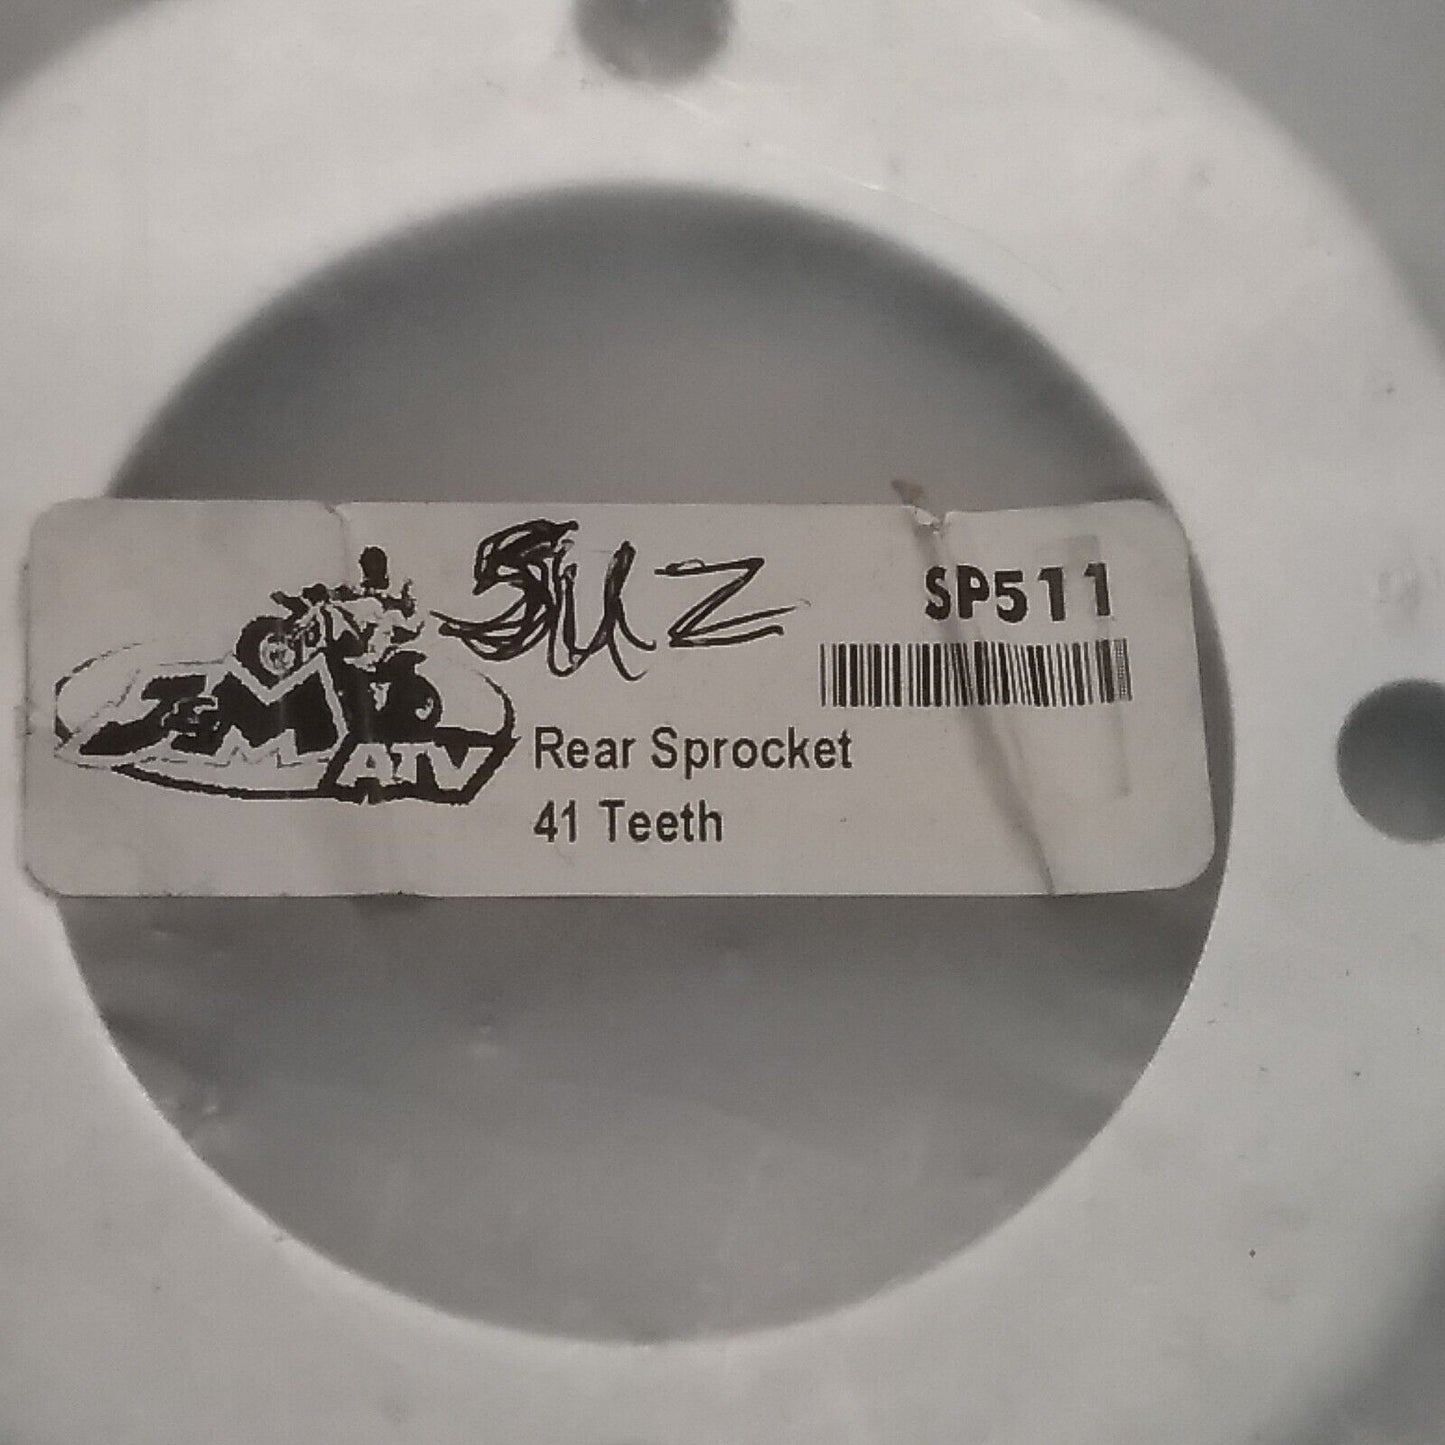 SUZ
SP511
ATV
Rear Sprocket
41 Teeth